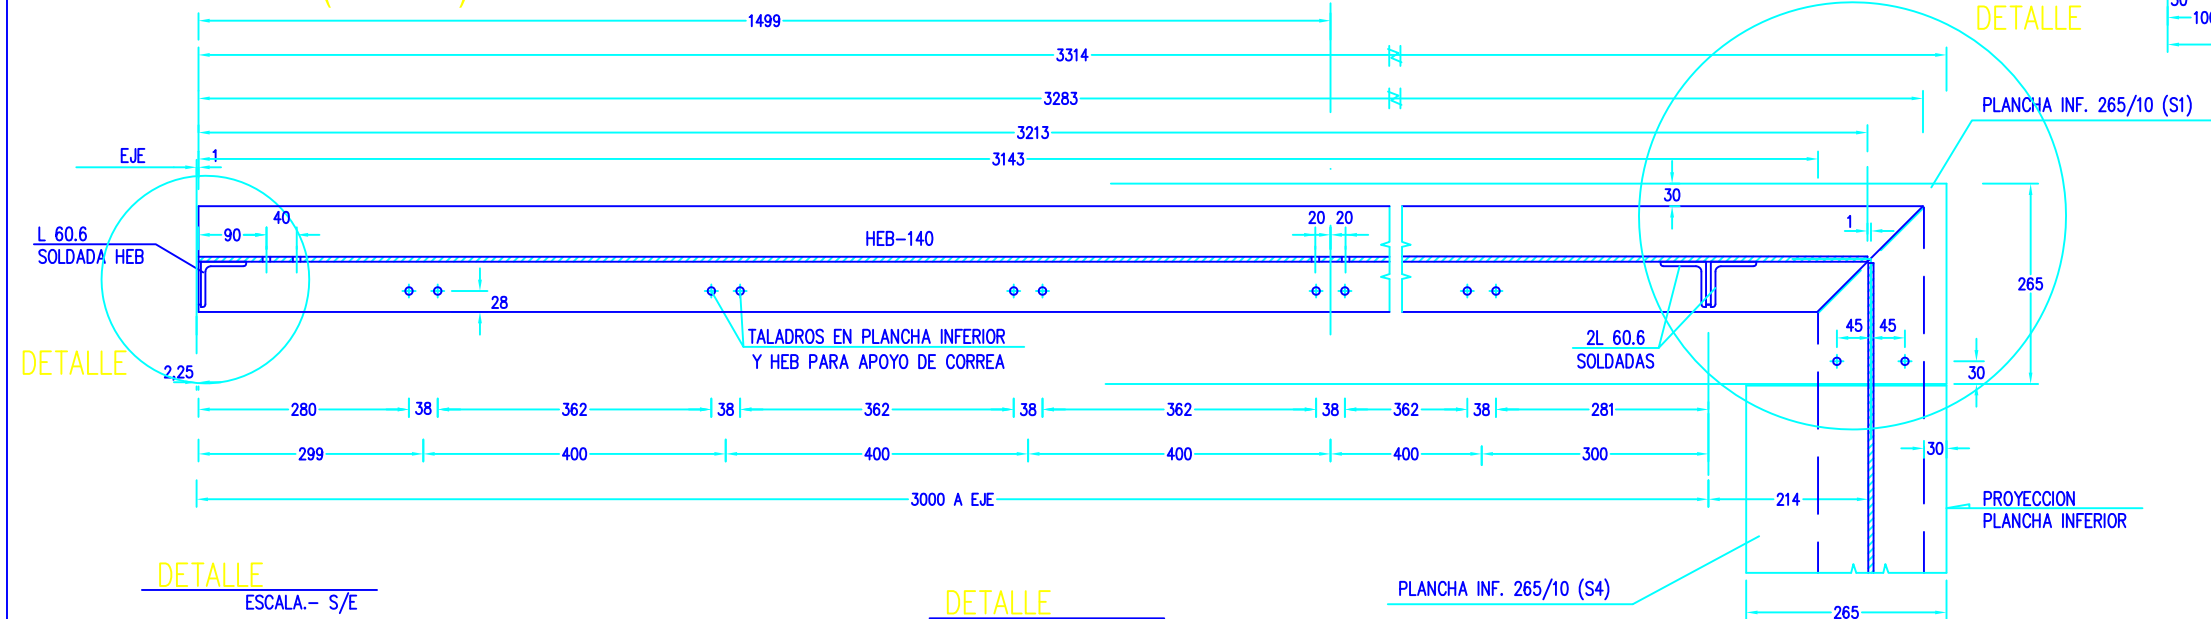 1499
DETALLE
3314
3283
PLANCHA INF. 265/10 (S1)
3213
EJE
1
3143
30
40
L 60.6
SOLDADA HEB
90
HEB-140
20 20
1
28
265
TALADROS EN PLANCHA INFERIOR
Y HEB PARA APOYO DE CORREA
2L 60.6
SOLDADAS
45 45
DETALLE
2,25
30
280 38 362 38 362 38 362 38 362 38 281
299 400 400 400 400 300
30
3000 A EJE
214
PROYECCION
PLANCHA INFERIOR
DETALLE
ESCALA.- S/E
DETALLE
PLANCHA INF. 265/10 (S4)
265